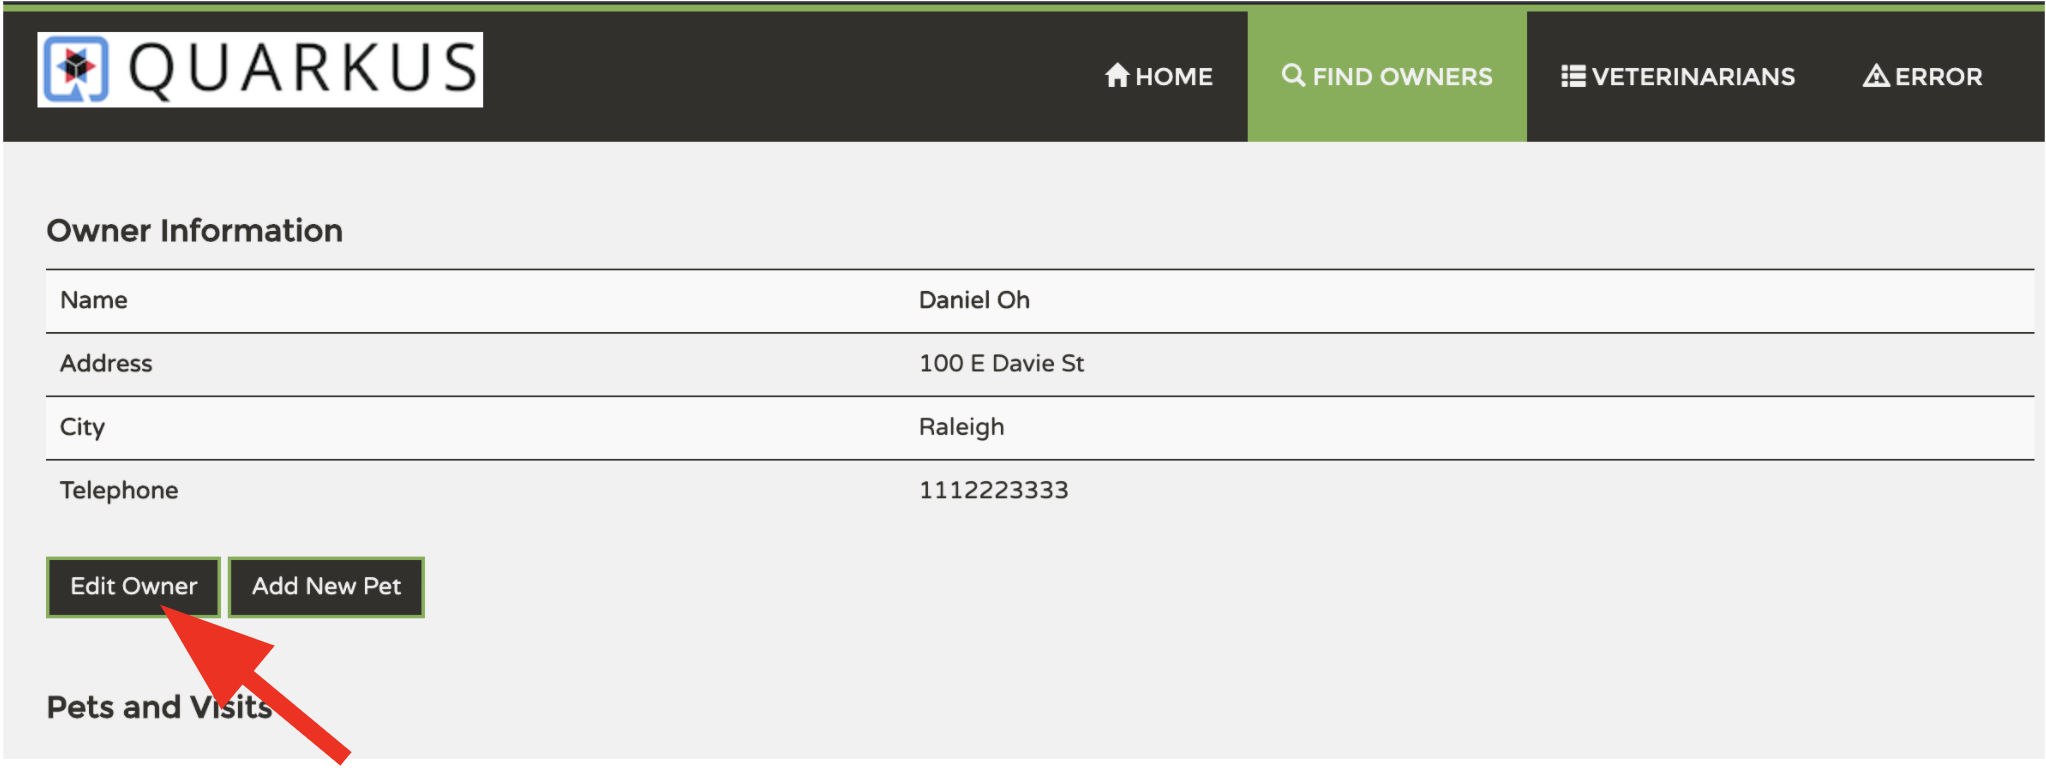 QUARKUS
HOME FIND OWNERS VETERINARIANS ERROR
Owner Information
Name Daniel Oh
Address 100 E Davie St
City Raleigh
Telephone 1112223333
Edit Owner Add New Pet
Pets and Visits